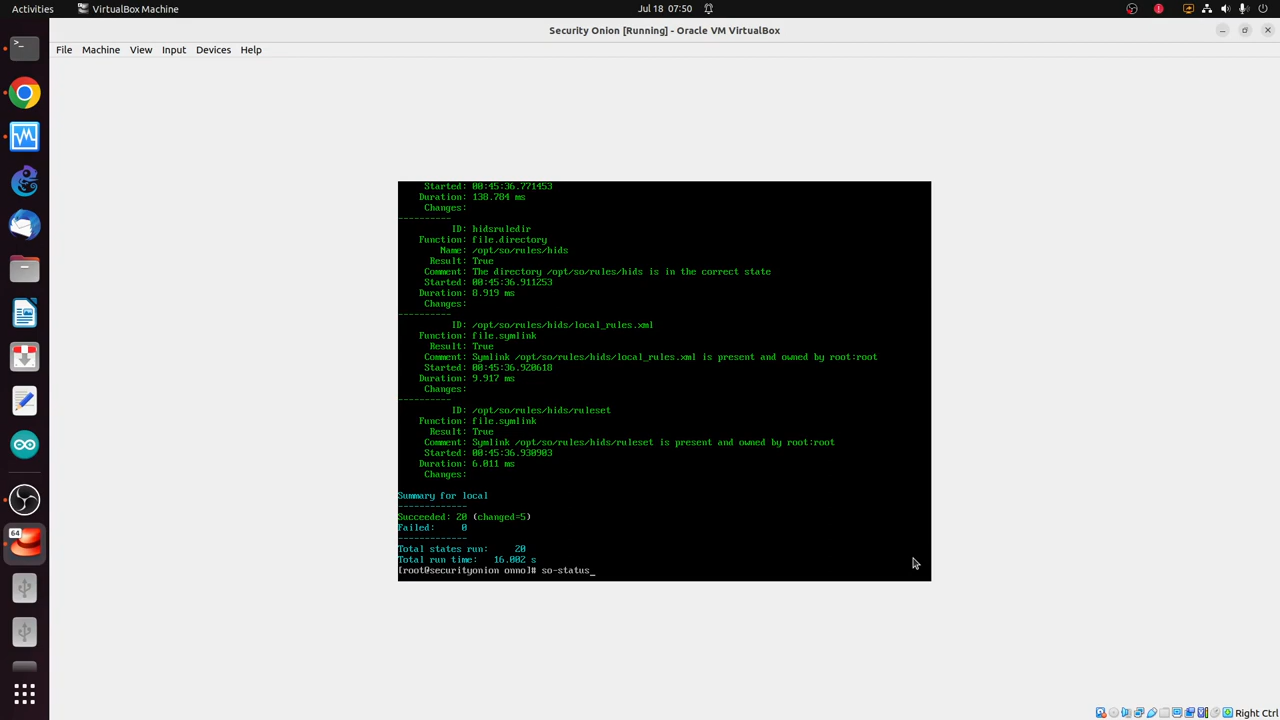 Activities
VirtualBox Machine
Jul 18 07:50
Security Onion [Running] - Oracle VM VirtualBox
File Machine View Input Devices Help
Started: 00:45:36.771453
Duration: 138.784 ms
Changes:
----------
ID: hidsruledir
Function: file.directory
Name: /opt/so/rules/hids
Result: True
Comment: The directory /opt/so/rules/hids is in the correct state
Started: 00:45:36.911253
Duration: 8.919 ms
Changes:
----------
ID: /opt/so/rules/hids/local_rules.xml
Function: file.symlink
Result: True
Comment: Symlink /opt/so/rules/hids/local_rules.xml is present and owned by root:root
Started: 00:45:36.920618
Duration: 9.917 ms
Changes:
----------
ID: /opt/so/rules/hids/ruleset
Function: file.symlink
Result: True
Comment: Symlink /opt/so/rules/hids/ruleset is present and owned by root:root
Started: 00:45:36.930903
Duration: 6.011 ms
Changes:
Summary for local
-------------
Succeeded: 20 (changed=5)
Failed: 0
-------------
Total states run: 20
Total run time: 16.002 s
[root@securityonion onno]# so-status_
64
Right Ctrl